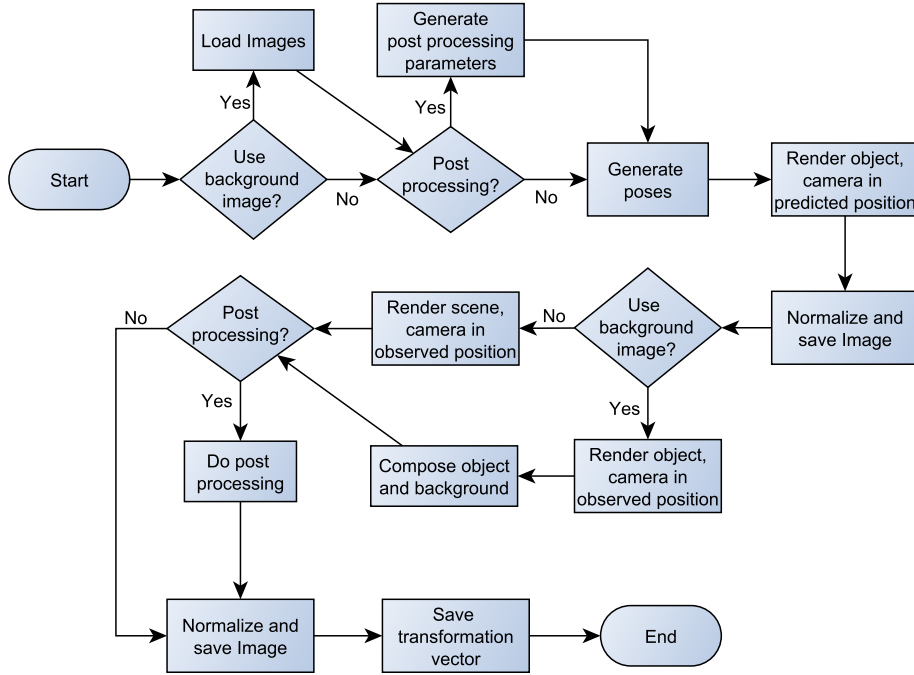 Load Images
Generate
post processing
parameters
Yes
Yes
Start
Use
background
image?
No
Post
processing?
No
Generate
poses
Render object,
camera in
predicted position
No
Post
processing?
Render scene,
camera in
observed position
No
Use
background
image?
Normalize and
save Image
Yes
Yes
Do post
processing
Compose object
and background
Render object,
camera in
observed position
Normalize and
save Image
Save
transformation
vector
End